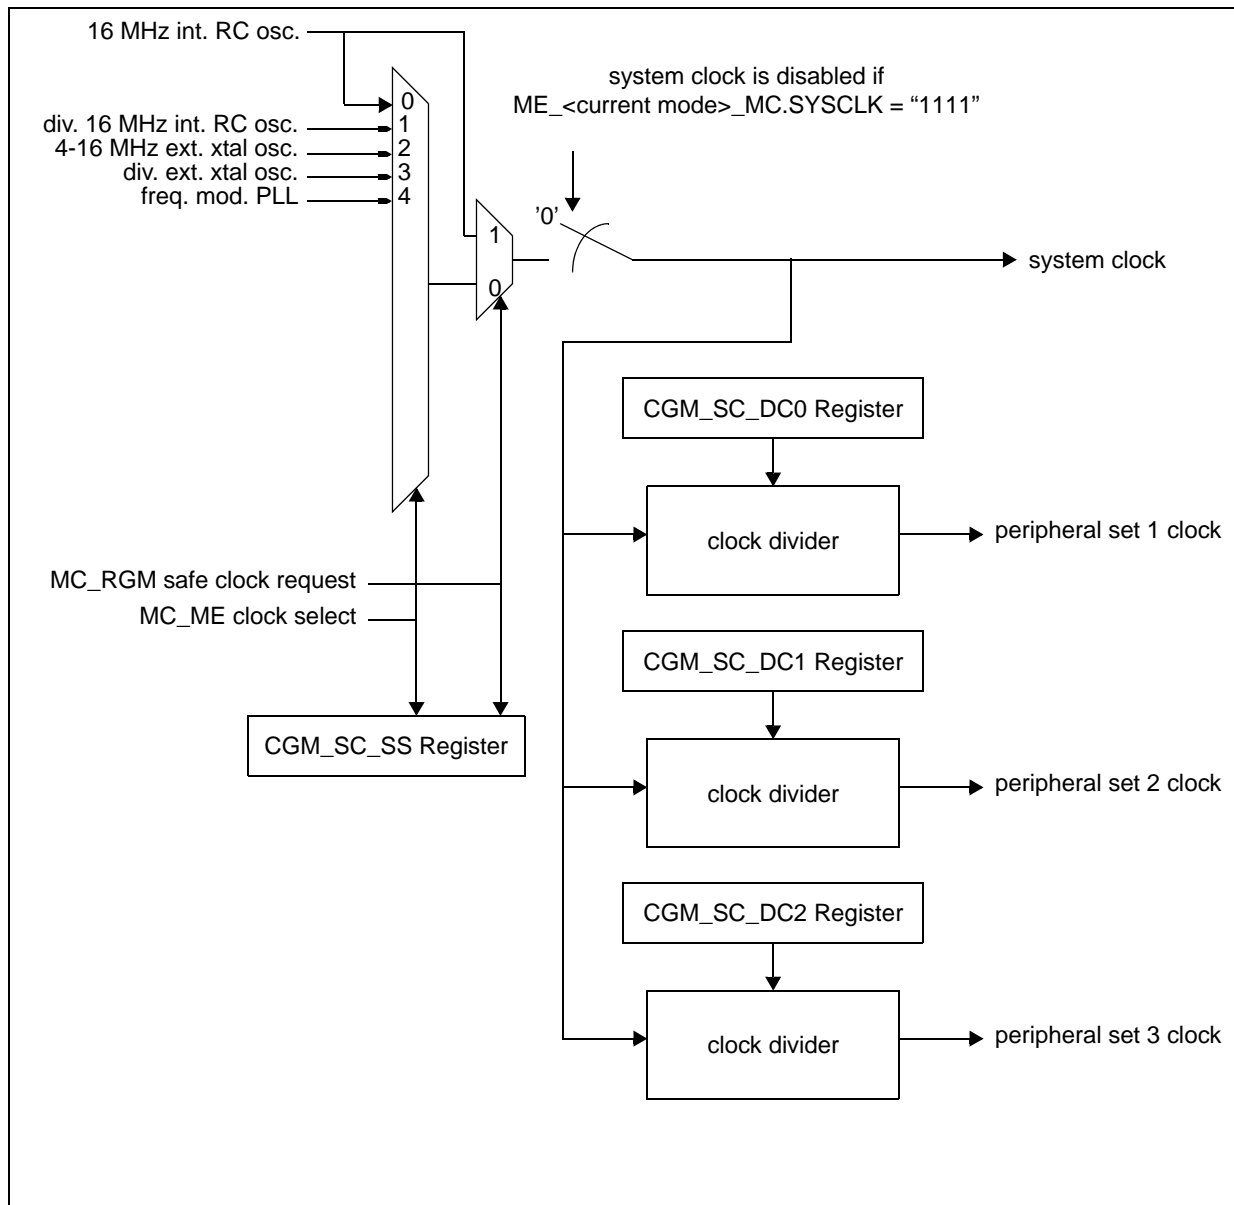 16 MHz int. RC osc.
system clock is disabled if
ME_<current mode>_MC.SYSCLK = “1111”
0
div. 16 MHz int. RC osc.
1
4-16 MHz ext. xtal osc.
2
div. ext. xtal osc.
3
freq. mod. PLL
4
’0’
1
0
system clock
CGM_SC_DC0 Register
clock divider
peripheral set 1 clock
MC_RGM safe clock request
MC_ME clock select
CGM_SC_DC1 Register
CGM_SC_SS Register
clock divider
peripheral set 2 clock
CGM_SC_DC2 Register
clock divider
peripheral set 3 clock